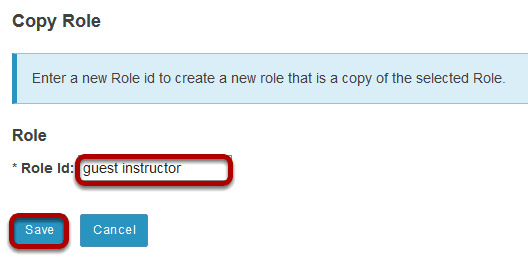 Copy Role
Enter a new Role id to create a new role that is a copy of the selected Role.
Role
* Role Id: guest instructor
Save Cancel